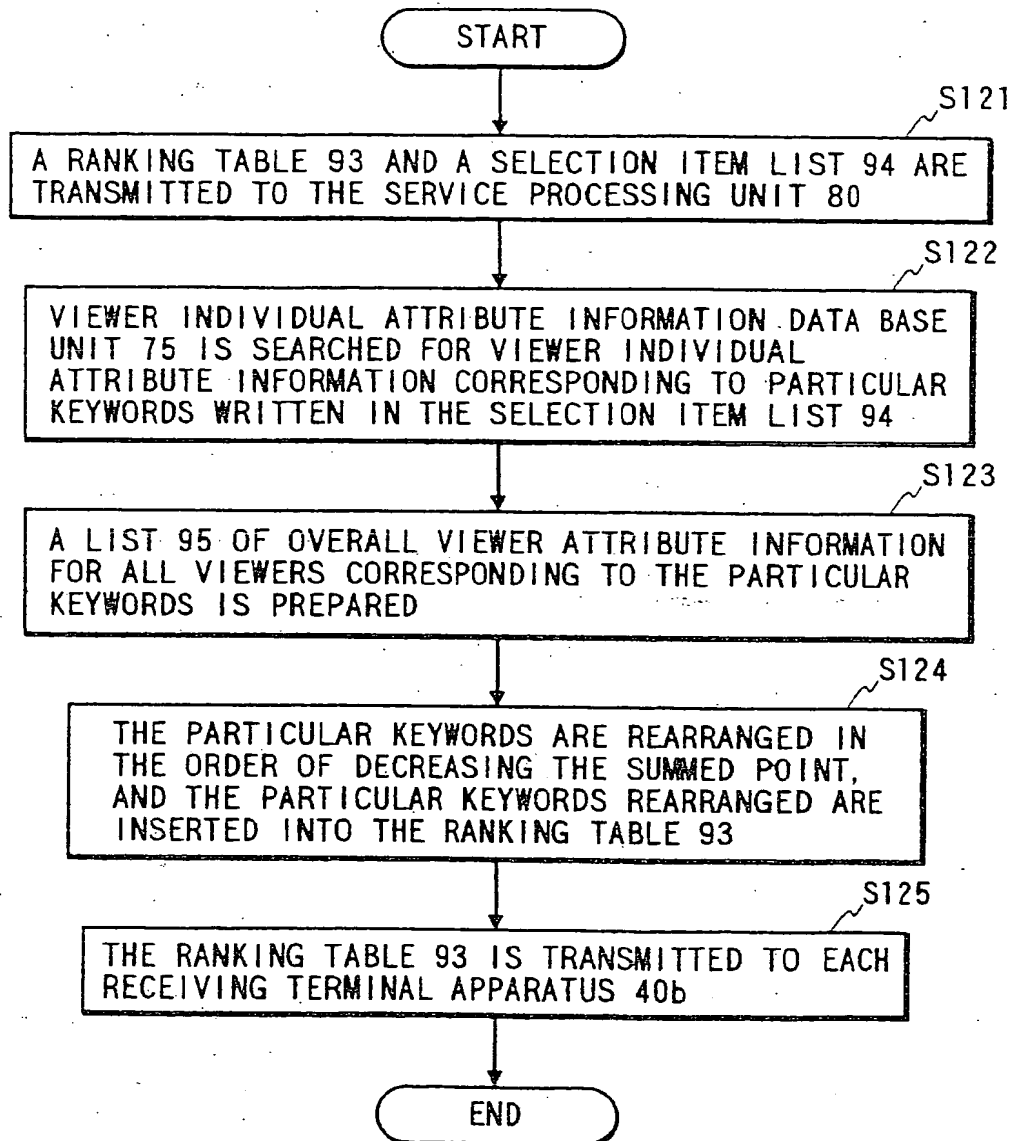 START
S121
A RANKING TABLE 93 AND A SELECTION ITEM LIST 94 ARE
TRANSMITTED TO THE SERVICE PROCESSING UNIT 80
S122
VIEWER INDIVIDUAL ATTRIBUTE INFORMATION DATA BASE
UNIT 75 IS SEARCHED FOR VIEWER INDIVIDUAL
ATTRIBUTE INFORMATION CORRESPONDING TO PARTICULAR
KEYWORDS WRITTEN IN THE SELECTION ITEM LIST 94
S123
A LIST 95 OF OVERALL VIEWER ATTRIBUTE INFORMATION
FOR ALL VIEWERS CORRESPONDING TO THE PARTICULAR
KEYWORDS IS PREPARED
S124
THE PARTICULAR KEYWORDS ARE REARRANGED IN
THE ORDER OF DECREASING THE SUMMED POINT,
AND THE PARTICULAR KEYWORDS REARRANGED ARE
INSERTED INTO THE RANKING TABLE 93
S125
THE RANKING TABLE 93 IS TRANSMITTED TO EACH
RECEIVING TERMINAL APPARATUS 40b
END